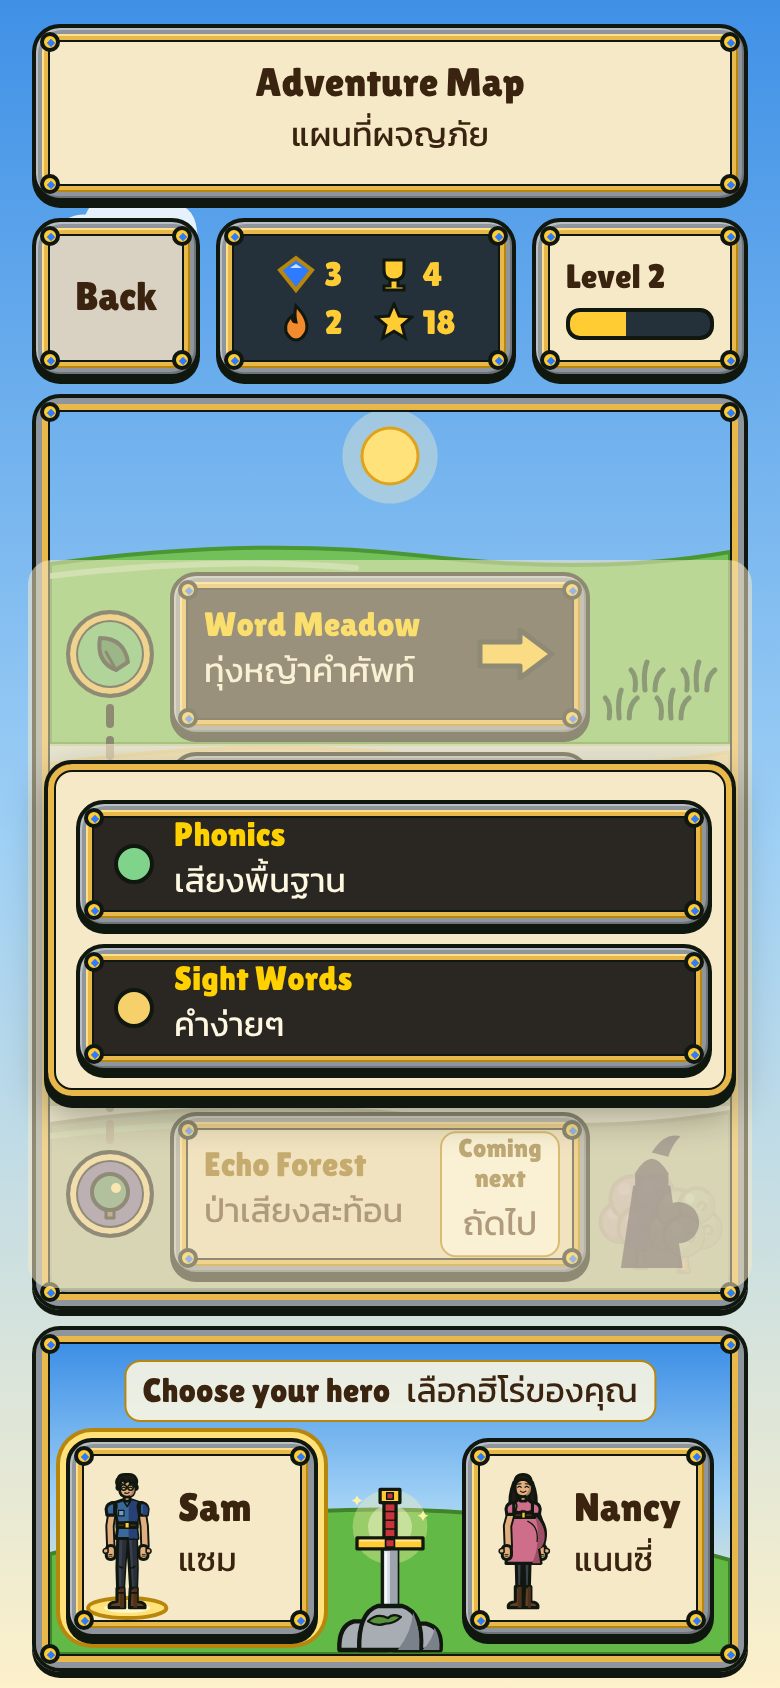 Adventure Map
แผนที่ผจญภัย
Back
3
4
2
18
Level 2
Word Meadow
ทุ่งหญ้าคำศัพท์
Phonics
เสียงพื้นฐาน
Sight Words
คำง่ายๆ
Echo Forest
ป่าเสียงสะท้อน
Coming
next
ถัดไป
Choose your hero เลือกฮีโร่ของคุณ
Sam
แซม
Nancy
แนนซี่